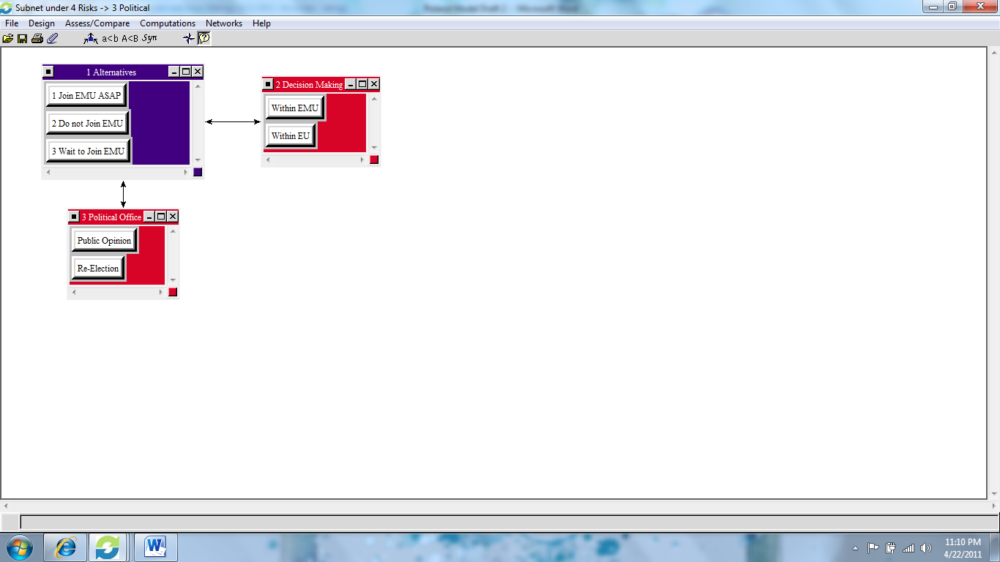 Subnet under 4 Risks -> 3 Political
File Design Assess/Compare Computations Networks Help
a<b A<B Syn
1 Alternatives
1 Join EMU ASAP
2 Do not Join EMU
3 Wait to Join EMU
2 Decision Making
Within EMU
Within EU
3 Political Office
Public Opinion
Re-Election
11:10 PM
4/22/2011